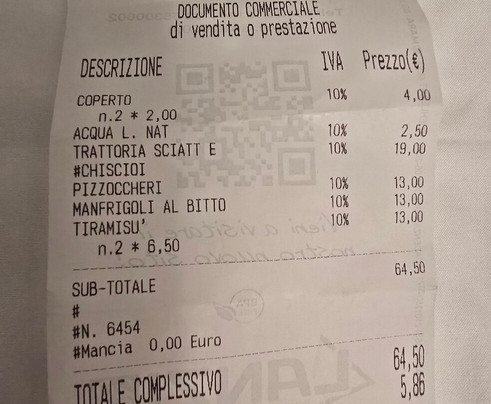 DOCUMENTO COMMERCIALE
di vendita o prestazione
DESCRIZIONE IVA Prezzo(€)
COPERTO 10% 4,00
n.2 * 2,00
ACQUA L. NAT 10% 2,50
TRATTORIA SCIATT E 10% 19,00
#CHISCIOI
PIZZOCCHERI 10% 13,00
MANFRIGOLI AL BITTO 10% 13,00
TIRAMISU' 10% 13,00
n.2 * 6,50
SUB-TOTALE 64,50
#
#N. 6454
#Mancia 0,00 Euro
TOTALE COMPLESSIVO 64,50
5,86